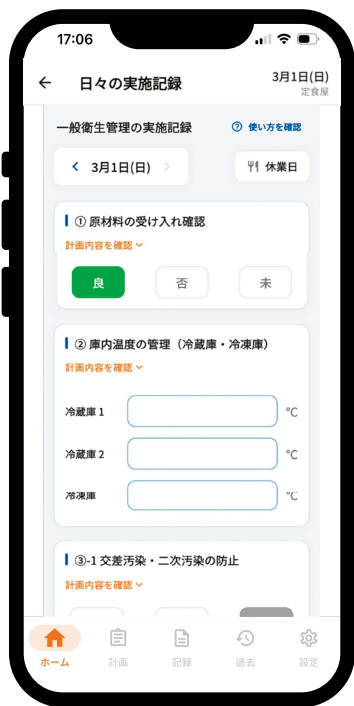 17:06
日々の実施記録
3月1日(日)
定食屋
一般衛生管理の実施記録
使い方を確認
3月1日(日)
休業日
① 原材料の受け入れ確認
計画内容を確認
良
否
未
② 庫内温度の管理（冷蔵庫・冷凍庫）
計画内容を確認
冷蔵庫 1
℃
冷蔵庫 2
℃
冷凍庫
℃
③-1 交差汚染・二次汚染の防止
計画内容を確認
ホーム
計画
記録
過去
設定